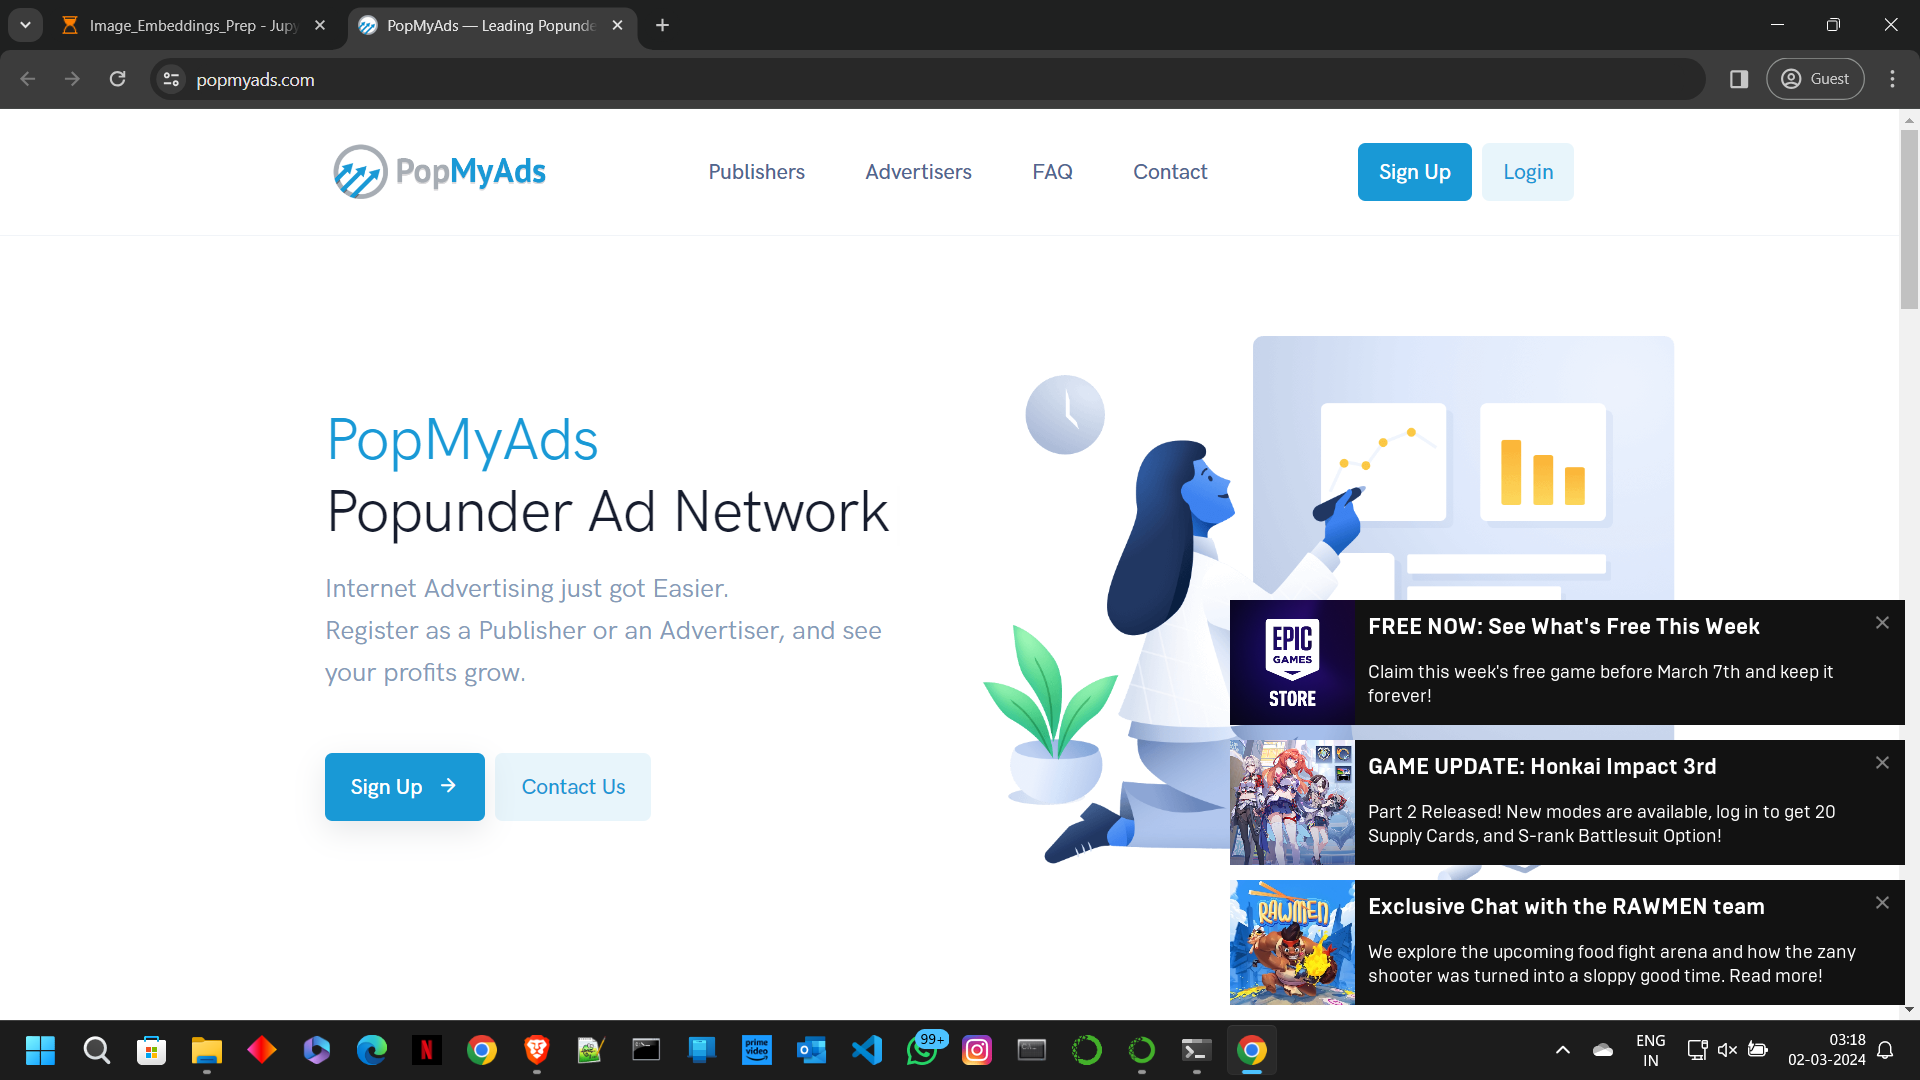 Image_Embeddings_Prep - Jupy
PopMyAds — Leading Popunde
popmyads.com
Guest
PopMyAds
Publishers
Advertisers
FAQ
Contact
Sign Up
Login
PopMyAds
Popunder Ad Network
Internet Advertising just got Easier.
Register as a Publisher or an Advertiser, and see
your profits grow.
Sign Up
Contact Us
EPIC
GAMES
STORE
FREE NOW: See What's Free This Week
Claim this week's free game before March 7th and keep it
forever!
GAME UPDATE: Honkai Impact 3rd
Part 2 Released! New modes are available, log in to get 20
Supply Cards, and S-rank Battlesuit Option!
RAWMEN
Exclusive Chat with the RAWMEN team
We explore the upcoming food fight arena and how the zany
shooter was turned into a sloppy good time. Read more!
N
prime
video
99+
ENG
IN
03:18
02-03-2024